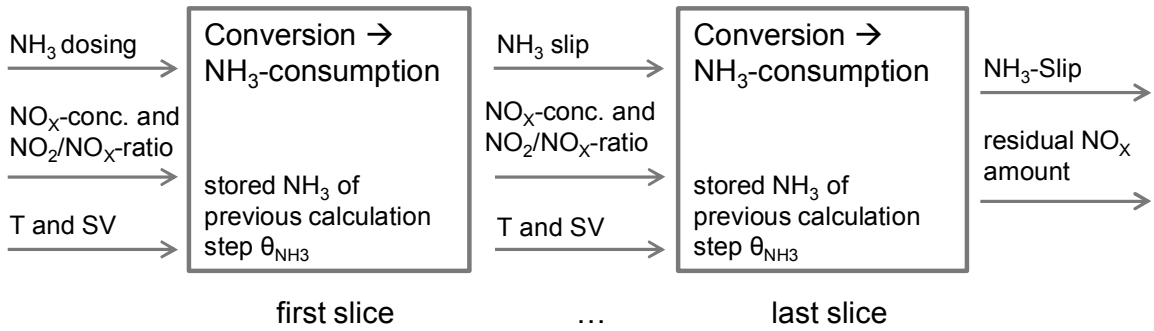 NH₃ dosing
NOₓ-conc. and
NO₂/NOₓ-ratio
T and SV
Conversion →
NH₃-consumption
stored NH₃ of
previous calculation
step θNH3
first slice
NH₃ slip
NOₓ-conc. and
NO₂/NOₓ-ratio
T and SV
...
Conversion →
NH₃-consumption
stored NH₃ of
previous calculation
step θNH3
last slice
NH₃-Slip
residual NOₓ
amount